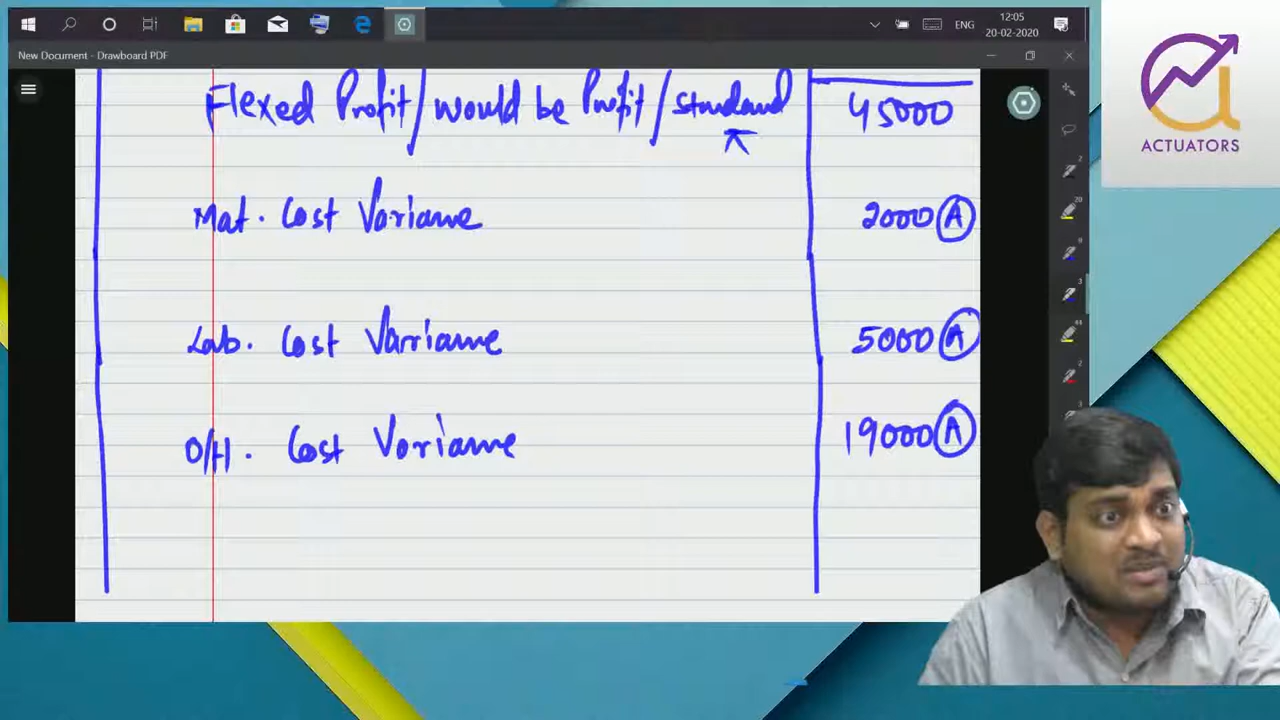 ENG
12:05
20-02-2020
New Document - Drawboard PDF
ACTUATORS
Flexed Profit/would be Profit/standard 45000
Mat. Cost Variance 2000 A
Lab. Cost Varriance 5000 A
O/H. Cost Variance 19000 A